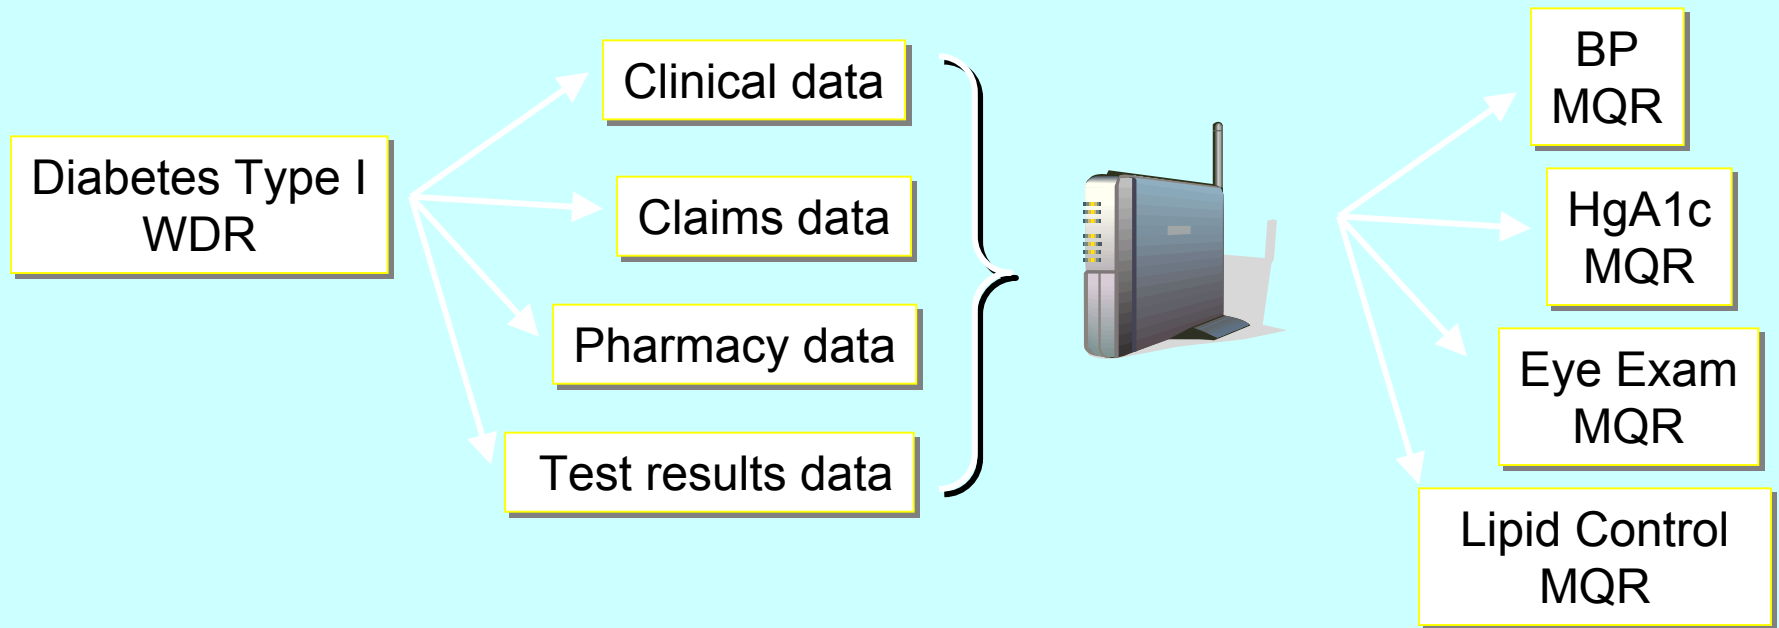 Diabetes Type I
WDR
Clinical data
Claims data
Pharmacy data
Test results data
BP
MQR
HgA1c
MQR
Eye Exam
MQR
Lipid Control
MQR